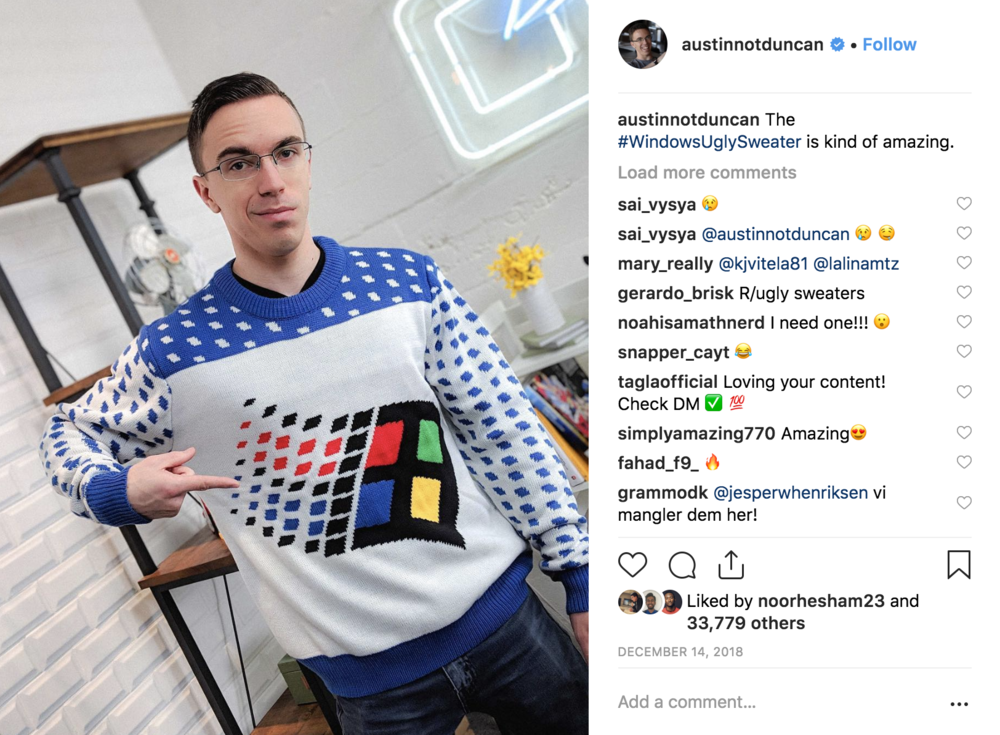 austinnotduncan • Follow
austinnotduncan The
#WindowsUglySweater is kind of amazing.
Load more comments
sai_vysya 😢
sai_vysya @austinnotduncan 😢 🤤
mary_really @kjvitela81 @lalinamtz
gerardo_brisk R/ugly sweaters
noahisamathnerd I need one!!! 😮
snapper_cayt 😂
taglaofficial Loving your content!
Check DM ✅ 💯
simplyamazing770 Amazing😍
fahad_f9_ 🔥
grammodk @jesperwhenriksen vi
mangler dem her!
Liked by noorhesham23 and
33,779 others
DECEMBER 14, 2018
Add a comment...